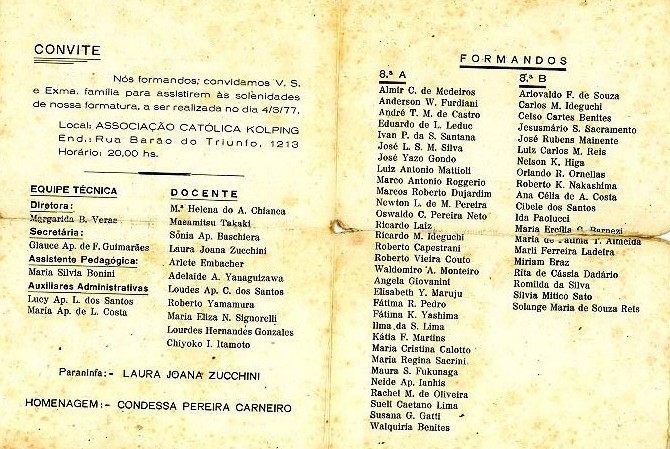 CONVITE
Nós formandos, convidamos V. S.
e Exma. família para assistirem às solenidades
de nossa formatura, a ser realizada no dia 4/3/77.
Local: ASSOCIAÇÃO CATÓLICA KOLPING
End.: Rua Barão do Triunfo, 1213
Horário: 20,00 hs.
EQUIPE TÉCNICA
Diretora:
Margarida B. Veras
Secretária:
Glauce Ap. de F. Guimarães
Assistente Pedagógica:
Maria Silvia Bonini
Auxiliares Administrativas
Lucy Ap. L. dos Santos
Maria Ap. de L. Costa
DOCENTE
M.ª Helena do A. Chianca
Masamitsu Takaki
Sônia Ap. Baschiera
Laura Joana Zucchini
Arlete Embacher
Adelaide A. Yanaguizawa
Loudes Ap. C. dos Santos
Roberto Yamamura
Maria Eliza N. Signorelli
Lourdes Hernandes Gonzales
Chiyoko I. Itamoto
Paraninfa:- LAURA JOANA ZUCCHINI
HOMENAGEM:- CONDESSA PEREIRA CARNEIRO
FORMANDOS
8.ª A
Almir C. de Medeiros
Anderson W. Furdiani
André T. M. de Castro
Eduardo de L. Leduc
Ivan P. da S. Santana
José L. S. M. Silva
José Yazo Gondo
Luiz Antonio Mattioli
Marco Antonio Roggerio
Marcos Roberto Dujardim
Newton L. de M. Pereira
Oswaldo C. Pereira Neto
Ricardo Laiz
Ricardo M. Ideguchi
Roberto Capestrani
Roberto Vieira Couto
Waldomiro A. Monteiro
Angela Giovanini
Elisabeth Y. Maruju
Fátima R. Pedro
Fátima K. Yashima
Ilma da S. Lima
Kátia F. Martins
Maria Cristina Calotto
Maria Regina Sacrini
Maura S. Fukunaga
Neide Ap. Ianhis
Rachel M. de Oliveira
Sueli Caetano Lima
Susana G. Gatti
Walquíria Benites
8.ª B
Ariovaldo F. de Souza
Carlos M. Ideguchi
Celso Cartes Benites
Jesusmário S. Sacramento
José Rubens Mainente
Luiz Carlos M. Reis
Nelson K. Higa
Orlando R. Ornellas
Roberto K. Nakashima
Ana Célia de A. Costa
Cibele dos Santos
Ida Paolucci
Maria Ercília C.
Maria de Fátima T. Almeida
Marli Ferreira Ladeira
Miriam Braz
Rita de Cássia Dadário
Romilda da Silva
Silvia Mitico Sato
Solange Maria de Souza Reis